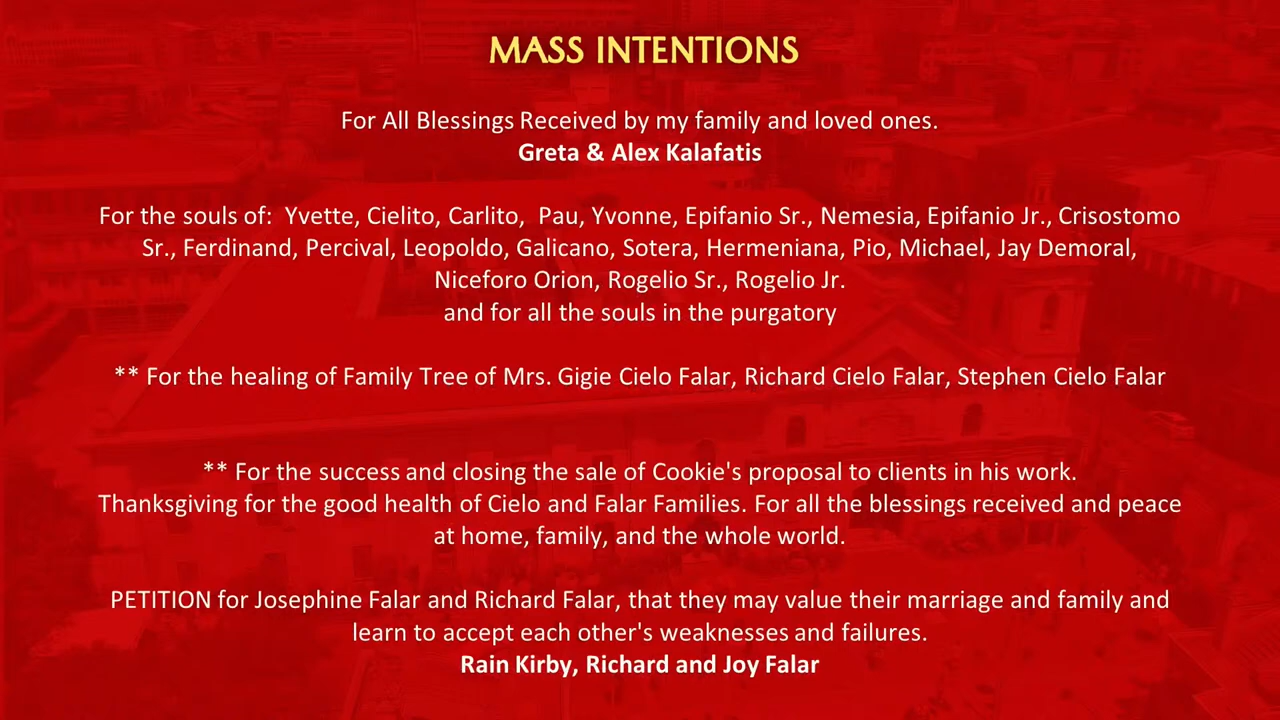 MASS INTENTIONS
For All Blessings Received by my family and loved ones.
Greta & Alex Kalafatis
For the souls of:  Yvette, Cielito, Carlito,  Pau, Yvonne, Epifanio Sr., Nemesia, Epifanio Jr., Crisostomo
Sr., Ferdinand, Percival, Leopoldo, Galicano, Sotera, Hermeniana, Pio, Michael, Jay Demoral,
Niceforo Orion, Rogelio Sr., Rogelio Jr.
and for all the souls in the purgatory
** For the healing of Family Tree of Mrs. Gigie Cielo Falar, Richard Cielo Falar, Stephen Cielo Falar
** For the success and closing the sale of Cookie's proposal to clients in his work.
Thanksgiving for the good health of Cielo and Falar Families. For all the blessings received and peace
at home, family, and the whole world.
PETITION for Josephine Falar and Richard Falar, that they may value their marriage and family and
learn to accept each other's weaknesses and failures.
Rain Kirby, Richard and Joy Falar